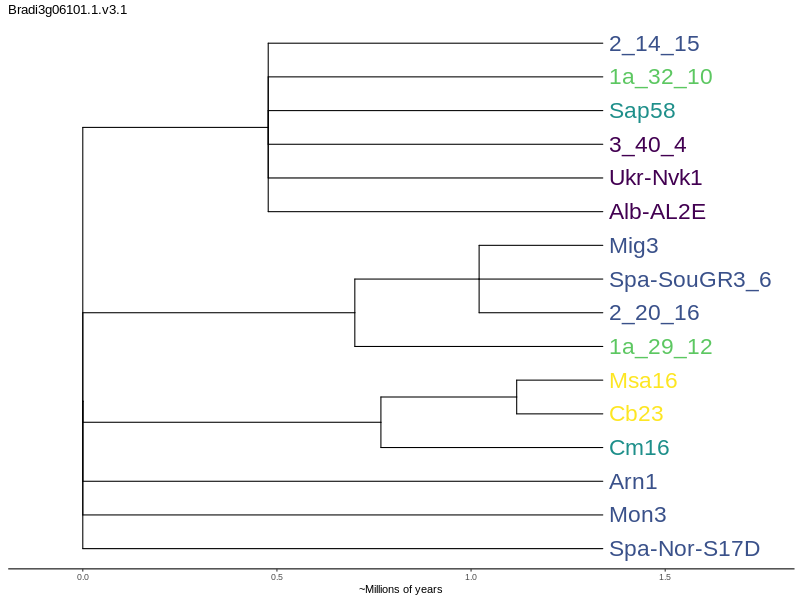 Bradi3g06101.1.v3.1
2_14_15
1a_32_10
Sap58
3_40_4
Ukr-Nvk1
Alb-AL2E
Mig3
Spa-SouGR3_6
2_20_16
1a_29_12
Msa16
Cb23
Cm16
Arn1
Mon3
Spa-Nor-S17D
0.0 0.5 1.0 1.5
~Millions of years